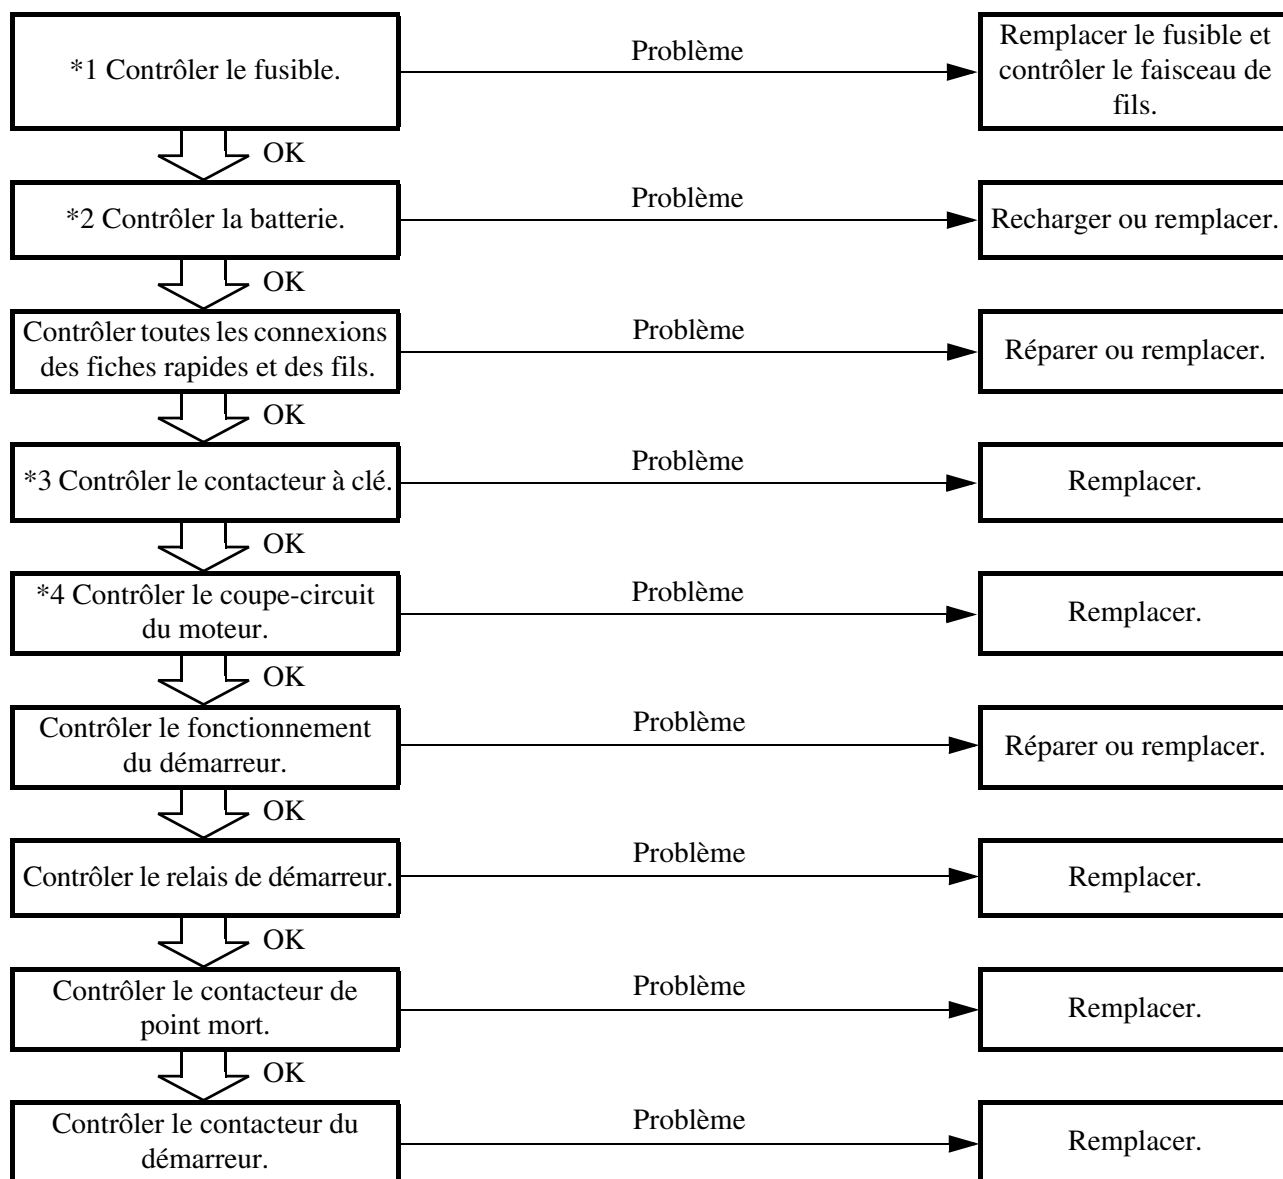 *1 Contrôler le fusible.
Problème
Remplacer le fusible et
contrôler le faisceau de
fils.
OK
*2 Contrôler la batterie.
Problème
Recharger ou remplacer.
OK
Contrôler toutes les connexions
des fiches rapides et des fils.
Problème
Réparer ou remplacer.
OK
*3 Contrôler le contacteur à clé.
Problème
Remplacer.
OK
*4 Contrôler le coupe-circuit
du moteur.
Problème
Remplacer.
OK
Contrôler le fonctionnement
du démarreur.
Problème
Réparer ou remplacer.
OK
Contrôler le relais de démarreur.
Problème
Remplacer.
OK
Contrôler le contacteur de
point mort.
Problème
Remplacer.
OK
Contrôler le contacteur du
démarreur.
Problème
Remplacer.